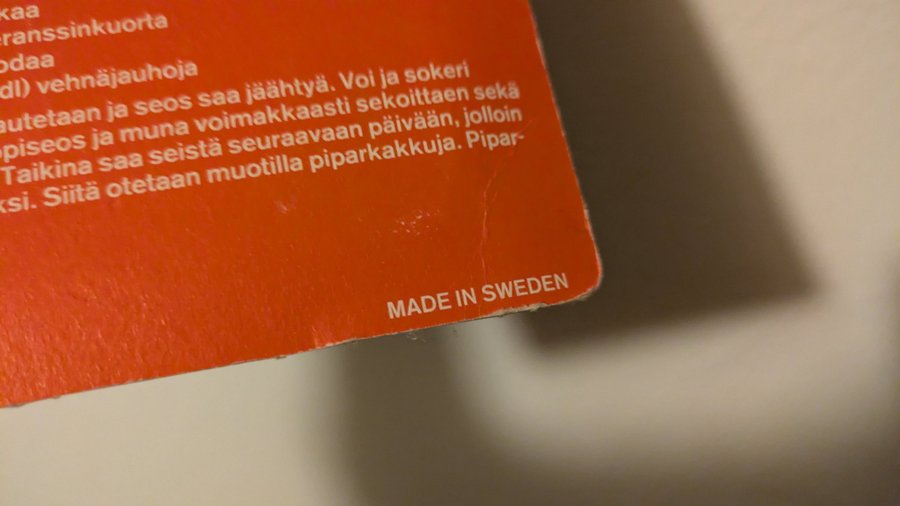 kaa
eranssinkuorta
odaa
dl) vehnäjauhoja
autetaan ja seos saa jäähtyä. Voi ja sokeri
opiseos ja muna voimakkaasti sekoittaen sekä
Taikina saa seistä seuraavaan päivään, jolloin
ksi. Siitä otetaan muotilla piparkakkuja. Pipar-
MADE IN SWEDEN